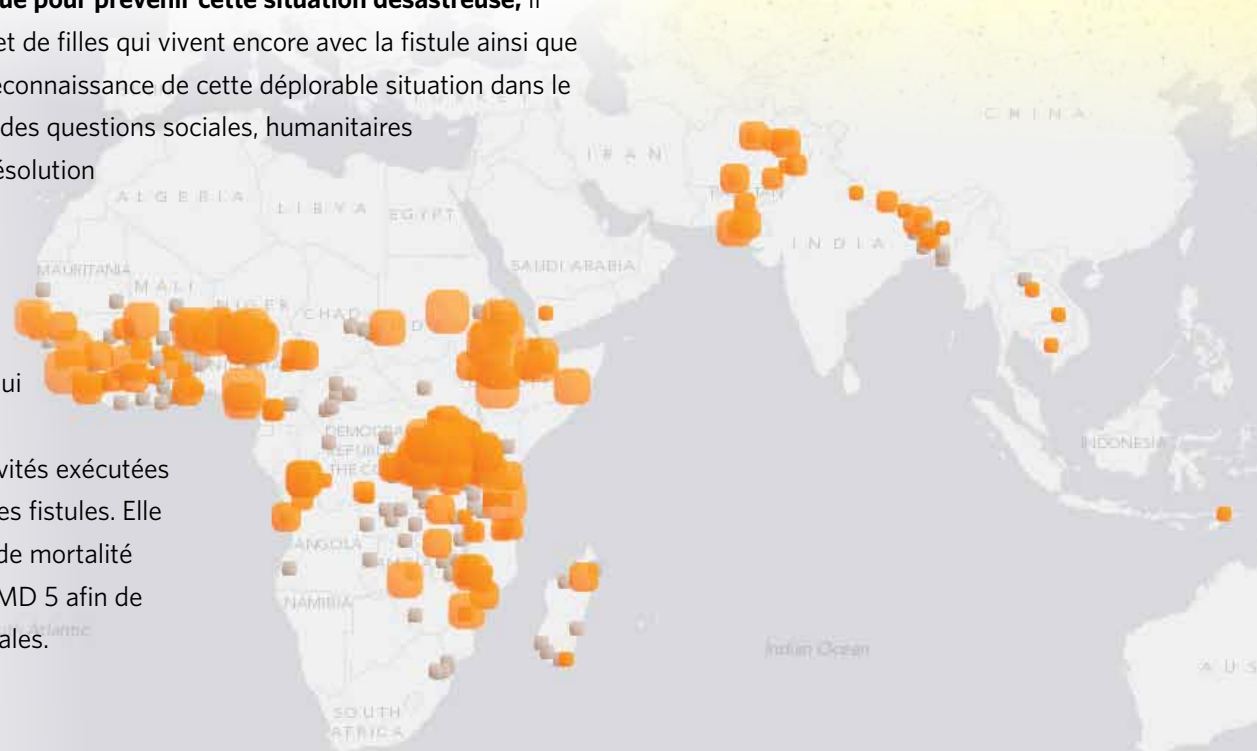 ue pour prévenir cette situation désastreuse, il
et de filles qui vivent encore avec la fistule ainsi que
econnaissance de cette déplorable situation dans le
des questions sociales, humanitaires
ésolution
ui
vités exécutées
es fistules. Elle
de mortalité
MD 5 afin de
ales.
CHINA
IRAN
ALGERIA
LIBYA
EGYPT
INDIA
SAUDI ARABIA
MAURITANIA
MALI
NIGER
CHAD
INDONESIA
ANGOLA
NAMIBIA
Atlantic
Indian Ocean
AUS
SOUTH
AFRICA